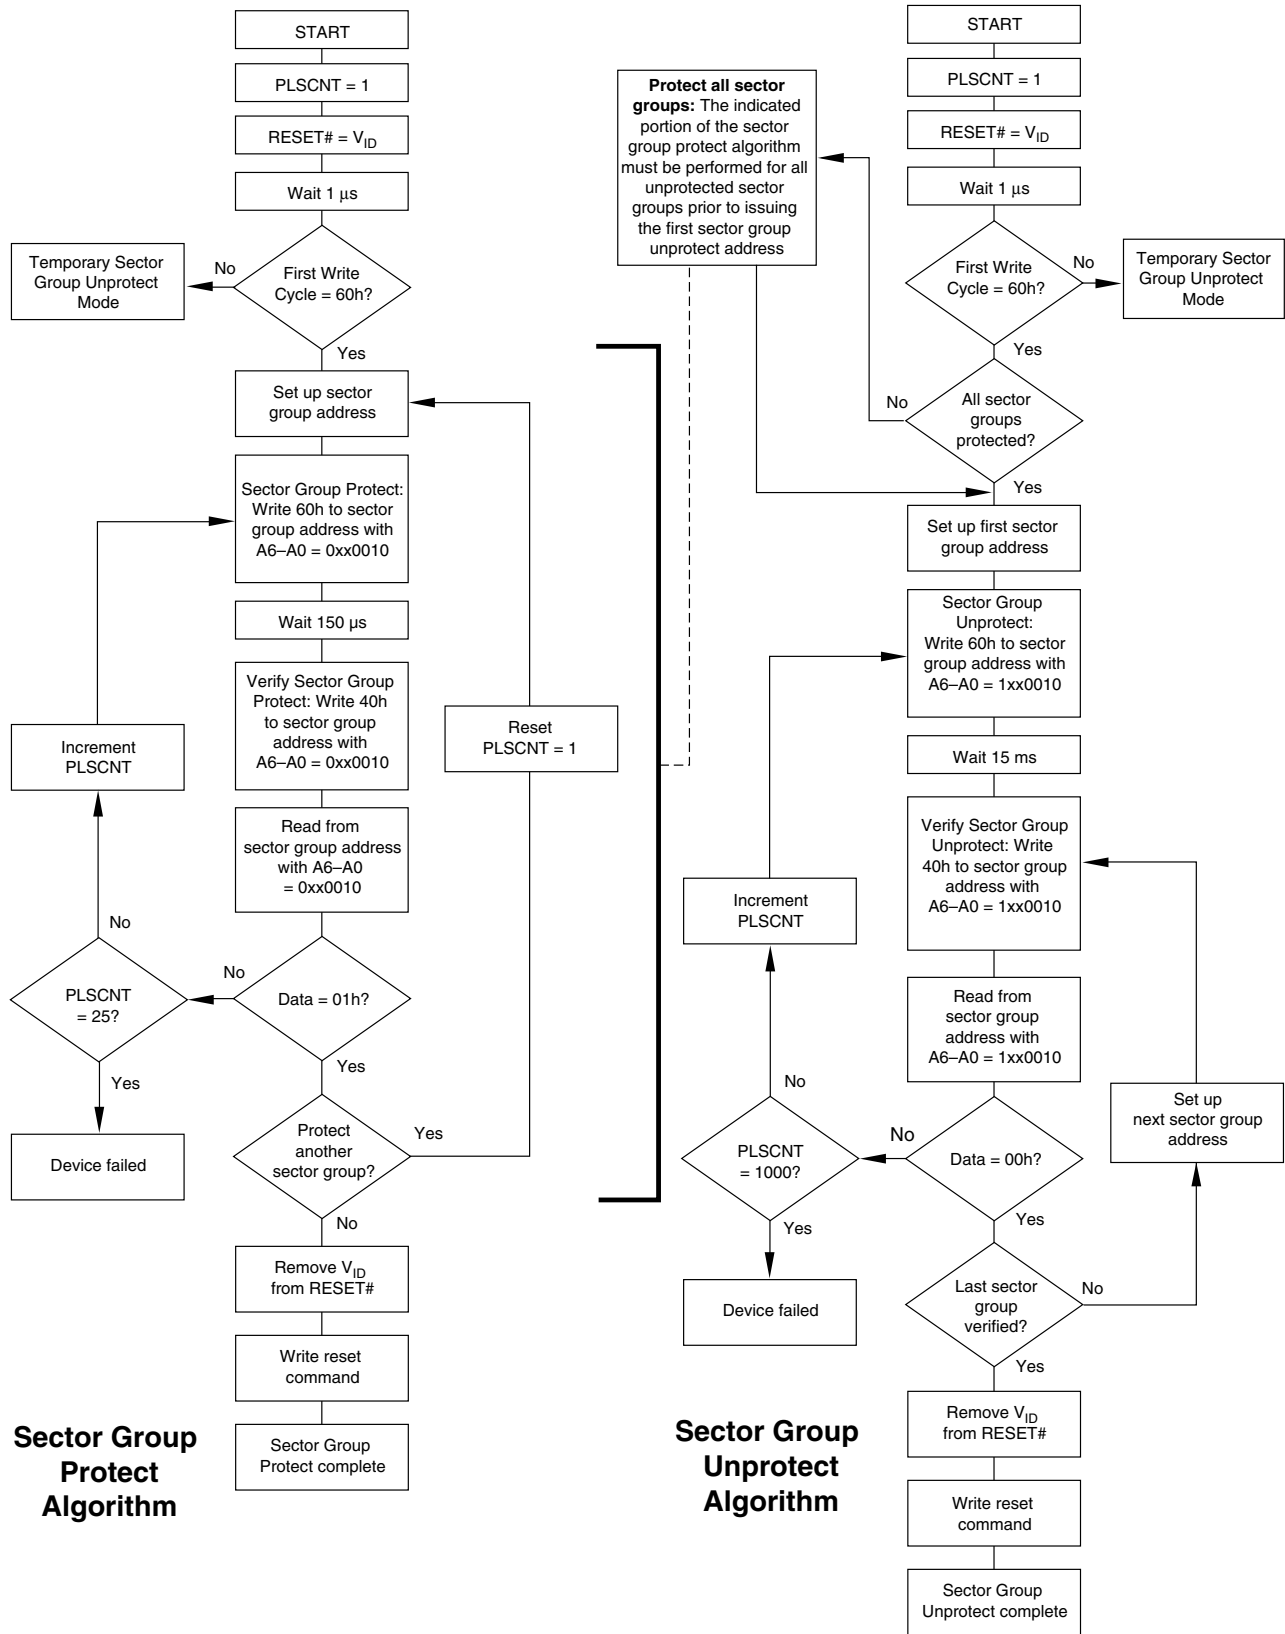 START
PLSCNT = 1
RESET# = VID
Wait 1 μs
First Write
Cycle = 60h?
No
Temporary Sector
Group Unprotect
Mode
Yes
Set up sector
group address
Sector Group Protect:
Write 60h to sector
group address with
A6–A0 = 0xx0010
Wait 150 µs
Verify Sector Group
Protect: Write 40h
to sector group
address with
A6–A0 = 0xx0010
Read from
sector group address
with A6–A0
= 0xx0010
Data = 01h?
No
PLSCNT
= 25?
No
Increment
PLSCNT
Yes
Device failed
Yes
Protect
another
sector group?
Yes
Reset
PLSCNT = 1
No
Remove VID
from RESET#
Write reset
command
Sector Group
Protect complete
Sector Group
Protect
Algorithm
Protect all sector
groups: The indicated
portion of the sector
group protect algorithm
must be performed for all
unprotected sector
groups prior to issuing
the first sector group
unprotect address
START
PLSCNT = 1
RESET# = VID
Wait 1 μs
First Write
Cycle = 60h?
No
Temporary Sector
Group Unprotect
Mode
Yes
All sector
groups
protected?
No
Yes
Set up first sector
group address
Sector Group
Unprotect:
Write 60h to sector
group address with
A6–A0 = 1xx0010
Wait 15 ms
Verify Sector Group
Unprotect: Write
40h to sector group
address with
A6–A0 = 1xx0010
Read from
sector group
address with
A6–A0 = 1xx0010
Data = 00h?
No
PLSCNT
= 1000?
No
Increment
PLSCNT
Yes
Device failed
Yes
Last sector
group
verified?
No
Set up
next sector group
address
Yes
Remove VID
from RESET#
Write reset
command
Sector Group
Unprotect complete
Sector Group
Unprotect
Algorithm